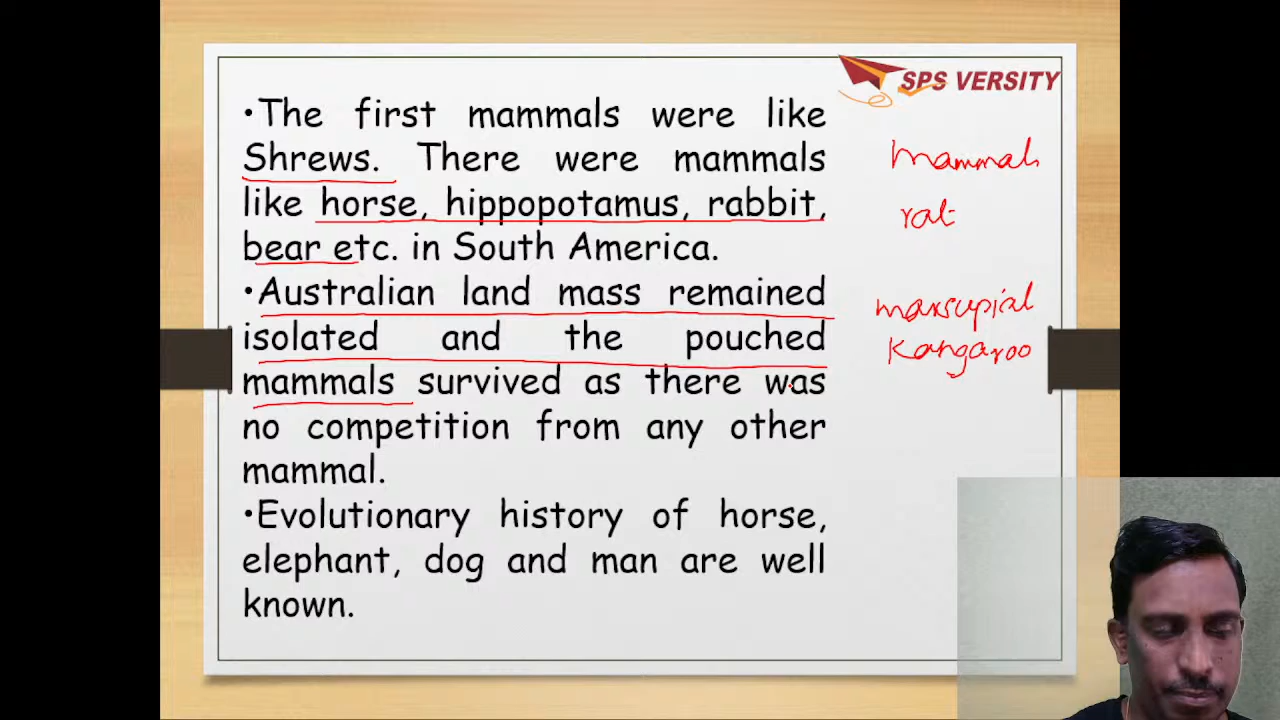 SPS VERSITY
•The first mammals were like
Shrews. There were mammals
like horse, hippopotamus, rabbit,
bear etc. in South America.
•Australian land mass remained
isolated and the pouched
mammals survived as there was
no competition from any other
mammal.
•Evolutionary history of horse,
elephant, dog and man are well
known.
Mammals
rat
marsupial
Kangaroo